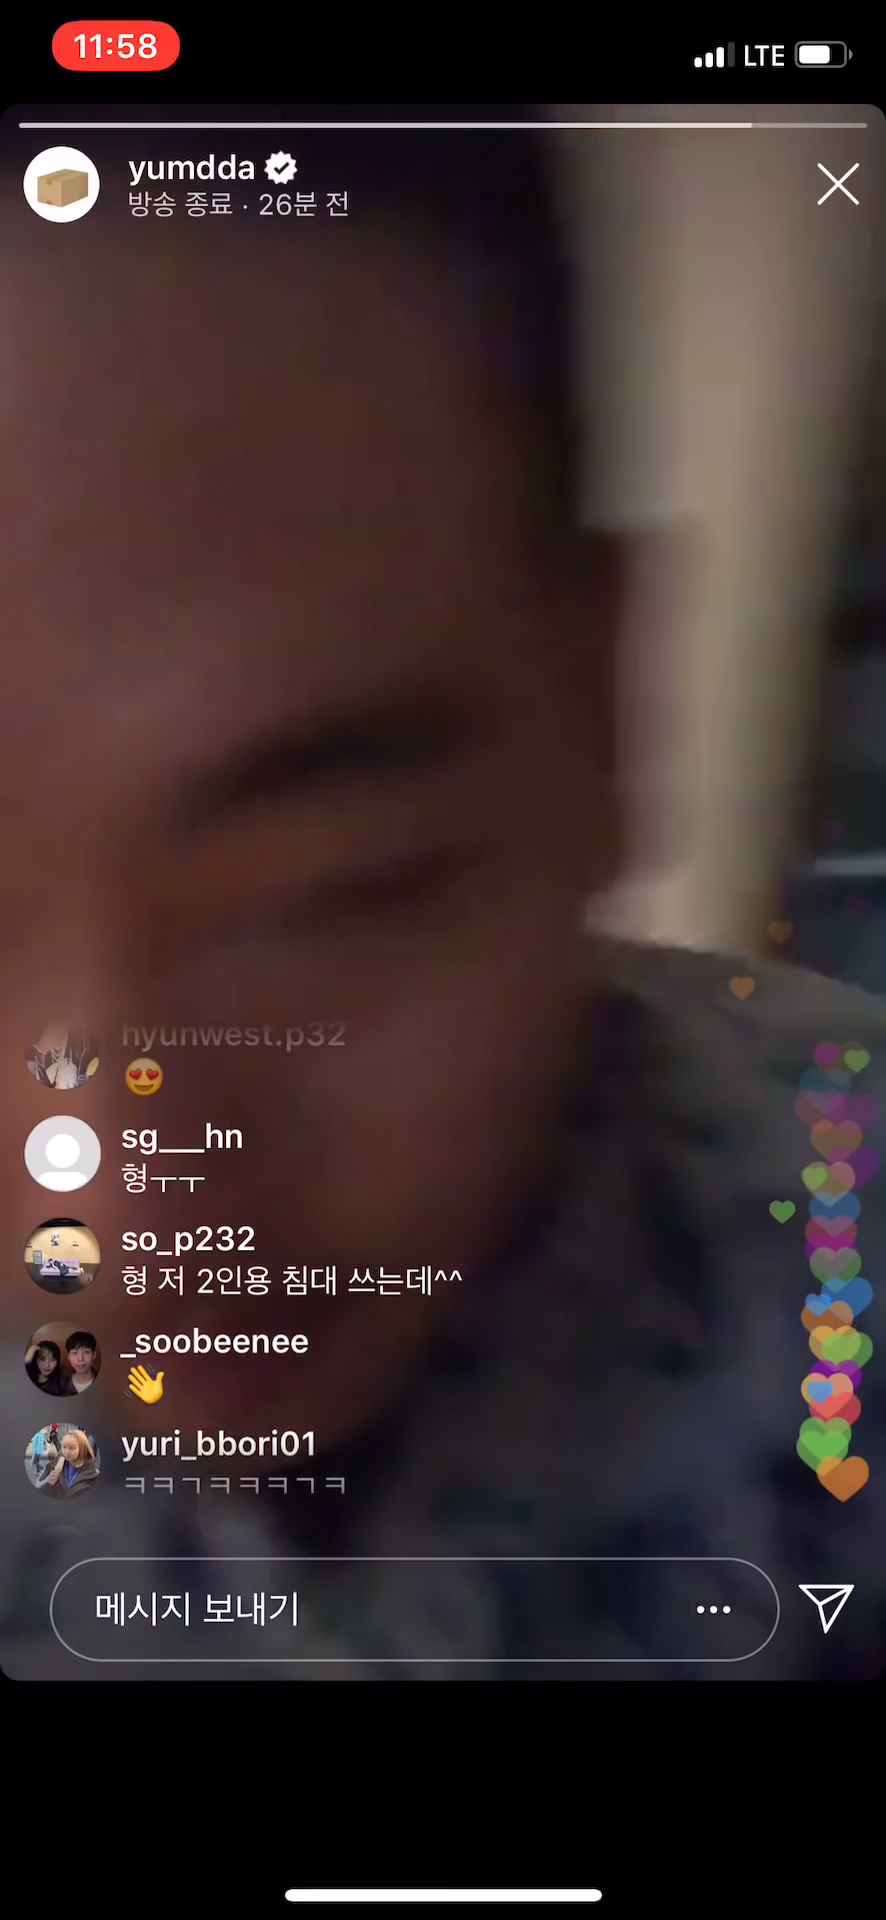 11:58
LTE
yumdda
방송 종료 · 26분 전
hyunwest.p32
😍
sg___hn
형ㅜㅜ
so_p232
형 저 2인용 침대 쓰는데^^
_soobeenee
👋
yuri_bbori01
ㅋㅋㄱㅋㅋㅋㄱㅋ
메시지 보내기